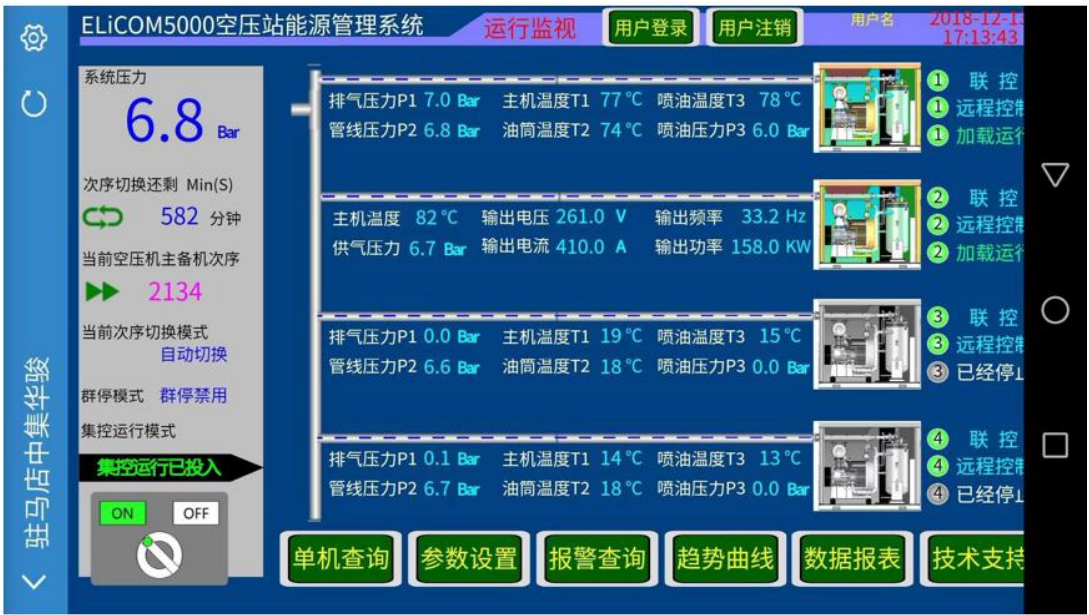 ELiCOM5000空压站能源管理系统
运行监视
用户登录
用户注销
用户名
2018-12-13
17:13:43
系统压力
6.8 Bar
次序切换还剩 Min(S)
582 分钟
当前空压机主备机次序
2134
当前次序切换模式
自动切换
群停模式 群停禁用
集控运行模式
集控运行已投入
ON OFF
排气压力P1 7.0 Bar 主机温度T1 77°C 喷油温度T3 78°C
管线压力P2 6.8 Bar 油筒温度T2 74°C 喷油压力P3 6.0 Bar
1 联 控
1 远程控制
1 加载运行
主机温度 82°C 输出电压 261.0 V 输出频率 33.2 Hz
供气压力 6.7 Bar 输出电流 410.0 A 输出功率 158.0 KW
2 联 控
2 远程控制
2 加载运行
排气压力P1 0.0 Bar 主机温度T1 19°C 喷油温度T3 15°C
管线压力P2 6.6 Bar 油筒温度T2 18°C 喷油压力P3 0.0 Bar
3 联 控
3 远程控制
3 已经停止
排气压力P1 0.1 Bar 主机温度T1 14°C 喷油温度T3 13°C
管线压力P2 6.7 Bar 油筒温度T2 18°C 喷油压力P3 0.0 Bar
4 联 控
4 远程控制
4 已经停止
单机查询
参数设置
报警查询
趋势曲线
数据报表
技术支持
驻马店中集华骏